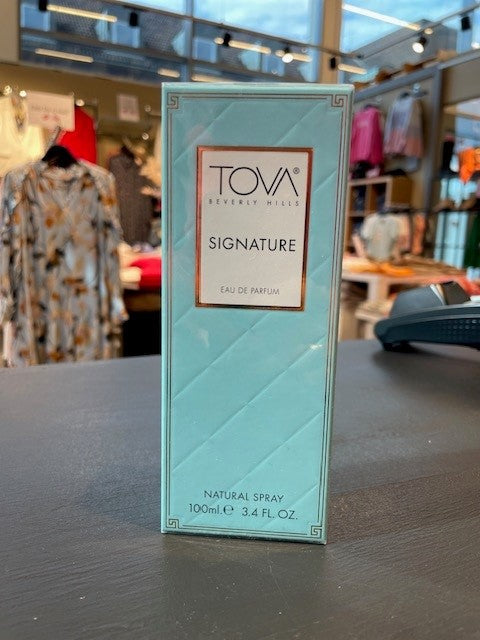 TOVA®
BEVERLY HILLS
SIGNATURE
EAU DE PARFUM
NATURAL SPRAY
100ml.℮ 3.4 FL. OZ.